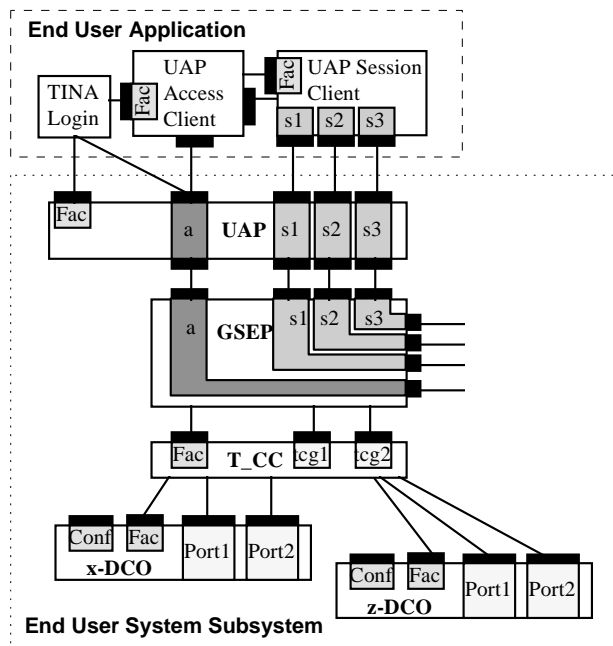 End User Application
TINA
Login
Fac
UAP
Access
Client
Fac
UAP Session
Client
s1
s2
s3
Fac
a
UAP
s1
s2
s3
a
GSEP
s1
s2
s3
Fac
T_CC
tcg1
tcg2
Conf
Fac
Port1
Port2
x-DCO
Conf
Fac
Port1
Port2
z-DCO
End User System Subsystem